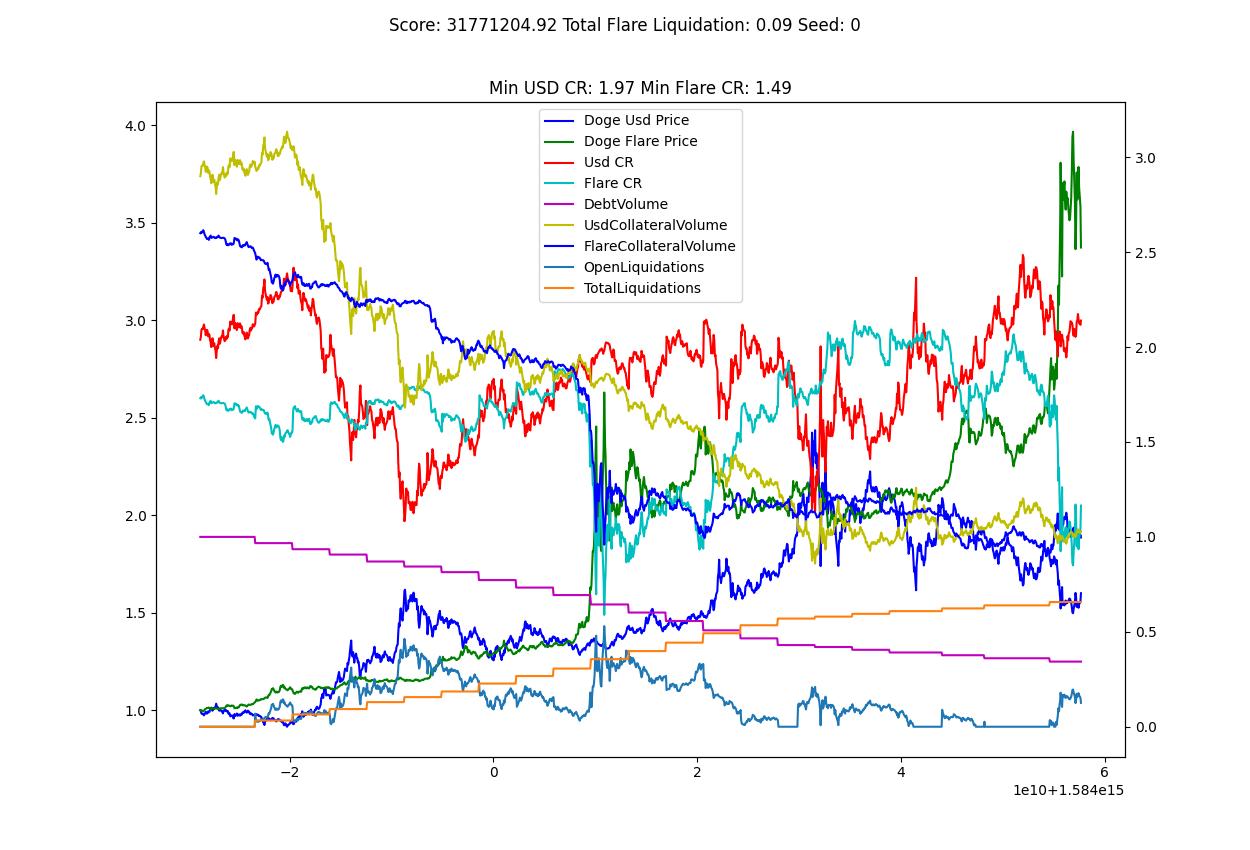 Score: 31771204.92 Total Flare Liquidation: 0.09 Seed: 0
Min USD CR: 1.97 Min Flare CR: 1.49
Doge Usd Price
Doge Flare Price
Usd CR
Flare CR
DebtVolume
UsdCollateralVolume
FlareCollateralVolume
OpenLiquidations
TotalLiquidations
4.0
3.5
3.0
2.5
2.0
1.5
1.0
3.0
2.5
2.0
1.5
1.0
0.5
0.0
−2
0
2
4
6
1e10+1.584e15